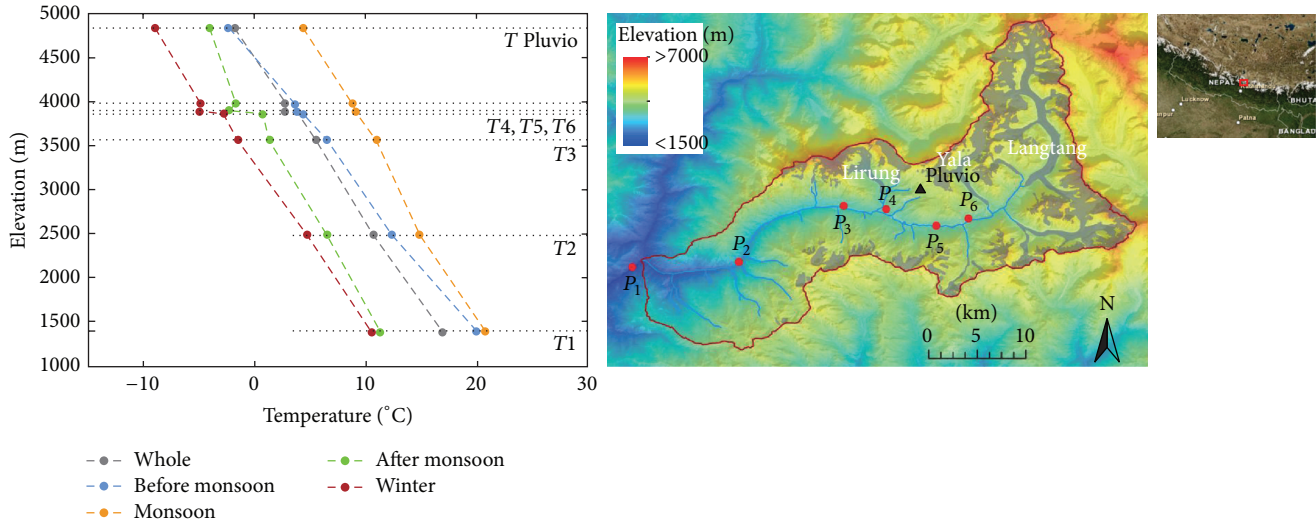 5000
4500
4000
3500
3000
2500
2000
1500
1000
Elevation (m)
T Pluvio
T4, T5, T6
T3
T2
T1
−10
0
10
20
30
Temperature (°C)
Whole
Before monsoon
Monsoon
After monsoon
Winter
Elevation (m)
>7000
<1500
Langtang
Yala
Lirung
Pluvio
P1
P2
P3
P4
P5
P6
(km)
0 5 10
N
NEPAL
BHUTA
Lucknow
Patna
BANGLAD